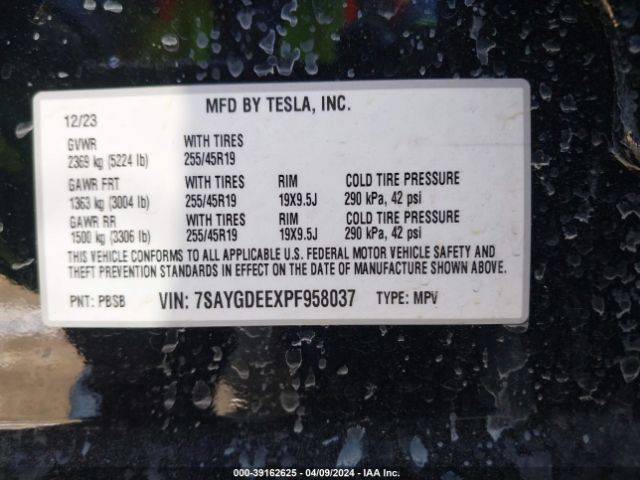 MFD BY TESLA, INC.
12/23
GVWR WITH TIRES
2369 kg (5224 lb) 255/45R19
GAWR FRT WITH TIRES RIM COLD TIRE PRESSURE
1363 kg (3004 lb) 255/45R19 19X9.5J 290 kPa, 42 psi
GAWR RR WITH TIRES RIM COLD TIRE PRESSURE
1500 kg (3306 lb) 255/45R19 19X9.5J 290 kPa, 42 psi
THIS VEHICLE CONFORMS TO ALL APPLICABLE U.S. FEDERAL MOTOR VEHICLE SAFETY AND
THEFT PREVENTION STANDARDS IN EFFECT ON THE DATE OF MANUFACTURE SHOWN ABOVE.
PNT: PBSB VIN: 7SAYGDEEXPF958037 TYPE: MPV
000-39162625 - 04/09/2024 - IAA Inc.